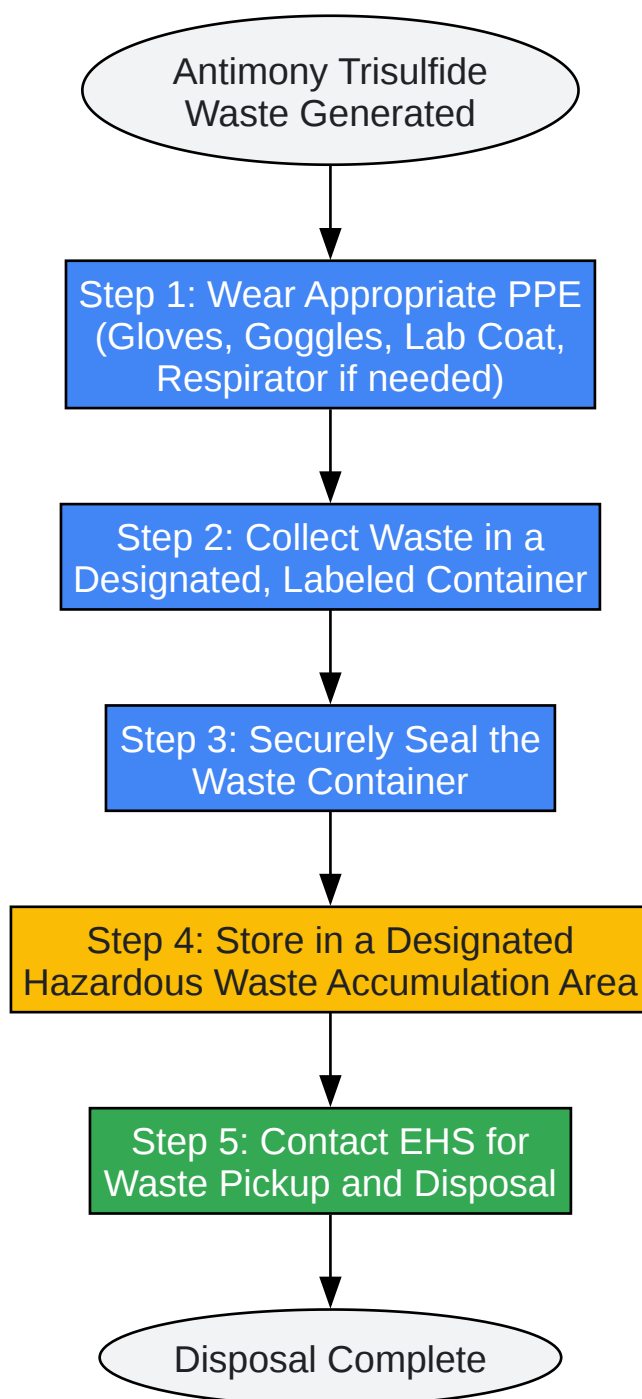 Antimony Trisulfide
Waste Generated
Step 1: Wear Appropriate PPE
(Gloves, Goggles, Lab Coat,
Respirator if needed)
Step 2: Collect Waste in a
Designated, Labeled Container
Step 3: Securely Seal the
Waste Container
Step 4: Store in a Designated
Hazardous Waste Accumulation Area
Step 5: Contact EHS for
Waste Pickup and Disposal
Disposal Complete